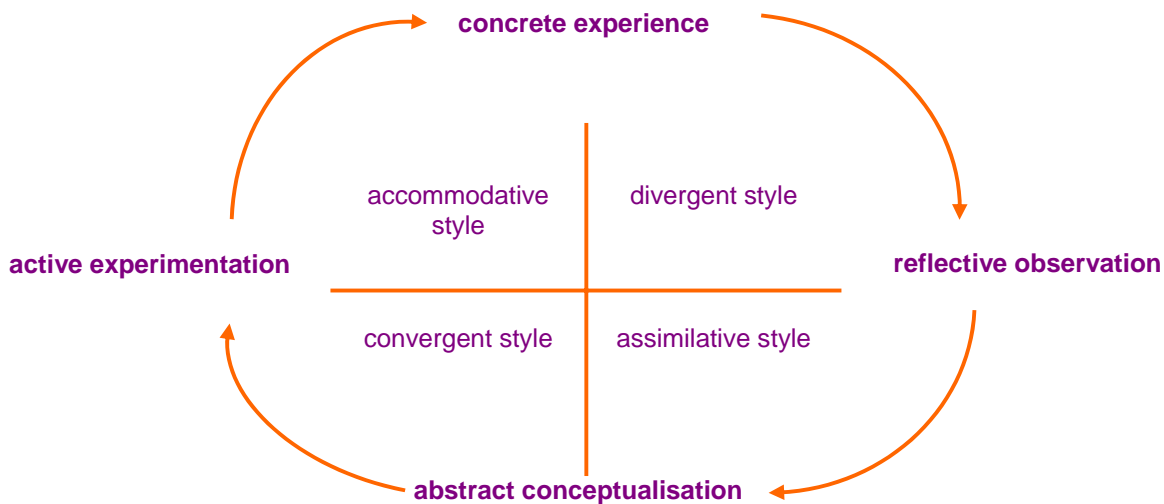 concrete experience
accommodative
style
divergent style
active experimentation
reflective observation
convergent style
assimilative style
abstract conceptualisation